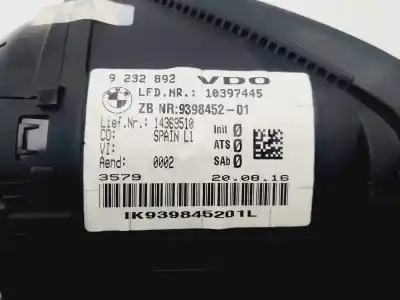 9 232 892 VDO
LFD.NR.: 10397445
ZB NR:9398452-01
Lief.Nr.: 14369510 Init 0
CO: SPAIN L1
VI: ATS 0
Aend: 0002 SAb 0
3579 20.08.16
IK939845201L